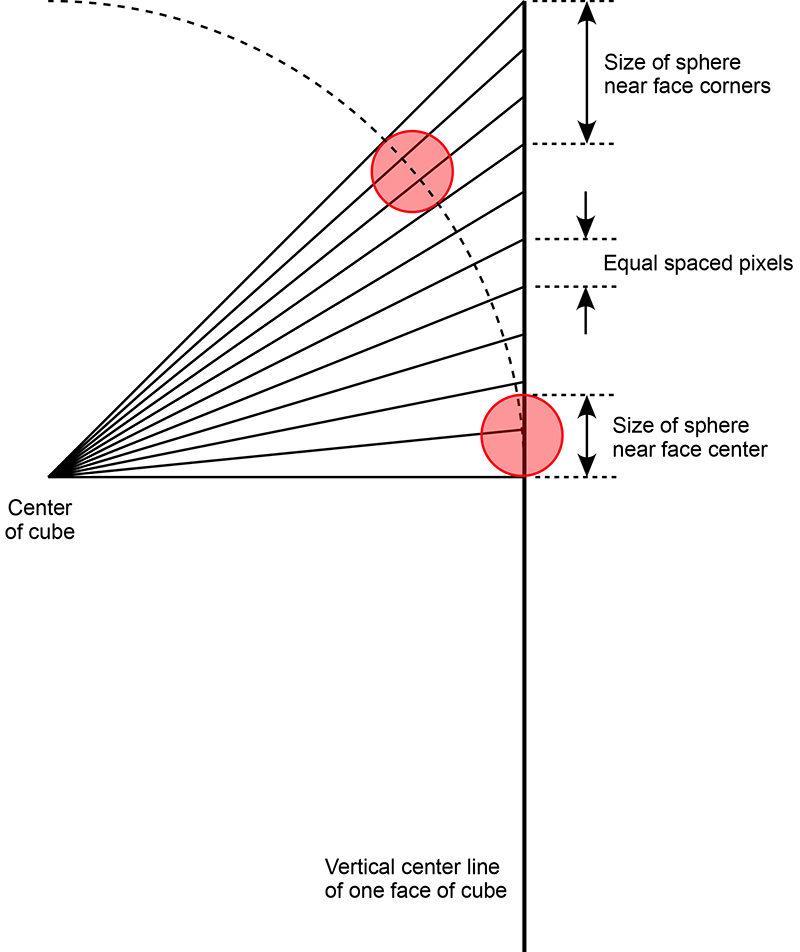 Size of sphere
near face corners
Equal spaced pixels
Size of sphere
near face center
Center
of cube
Vertical center line
of one face of cube